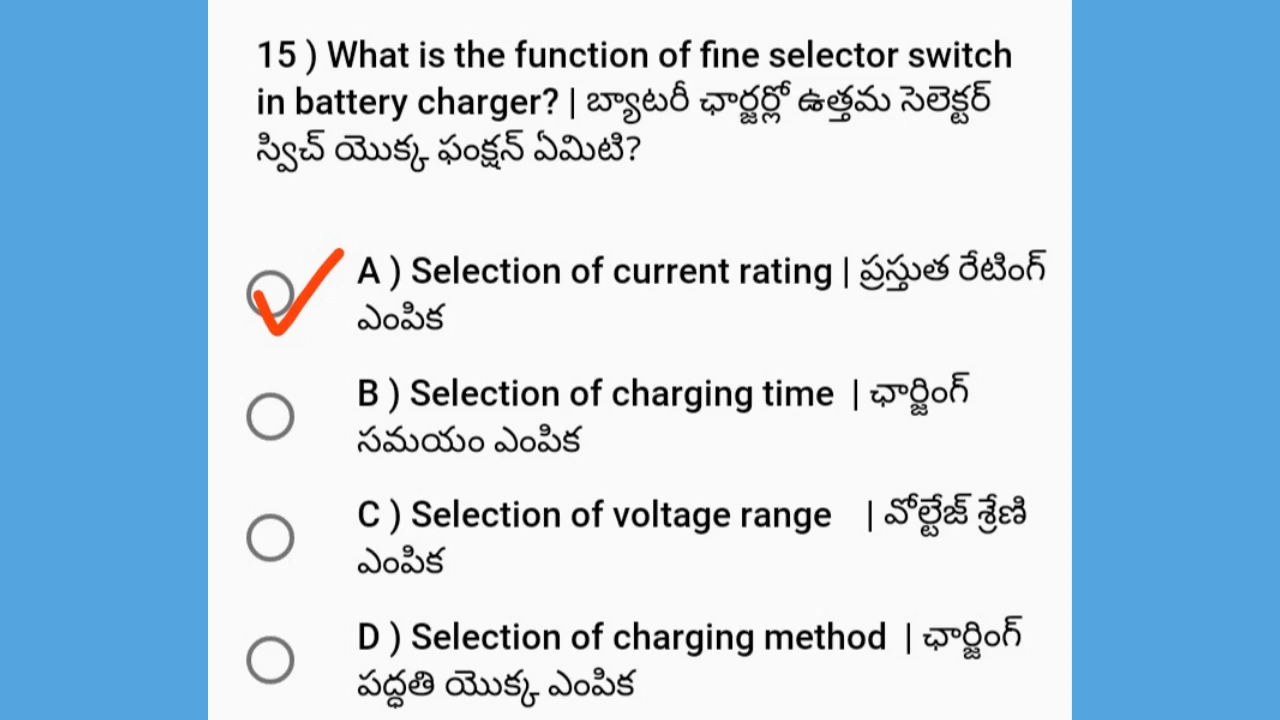 15 ) What is the function of fine selector switch
in battery charger? | బ్యాటరీ ఛార్జర్లో ఉత్తమ సెలెక్టర్
స్విచ్ యొక్క ఫంక్షన్ ఏమిటి?
A ) Selection of current rating | ప్రస్తుత రేటింగ్
ఎంపిక
B ) Selection of charging time | ఛార్జింగ్
సమయం ఎంపిక
C ) Selection of voltage range | వోల్టేజ్ శ్రేణి
ఎంపిక
D ) Selection of charging method | ఛార్జింగ్
పద్ధతి యొక్క ఎంపిక